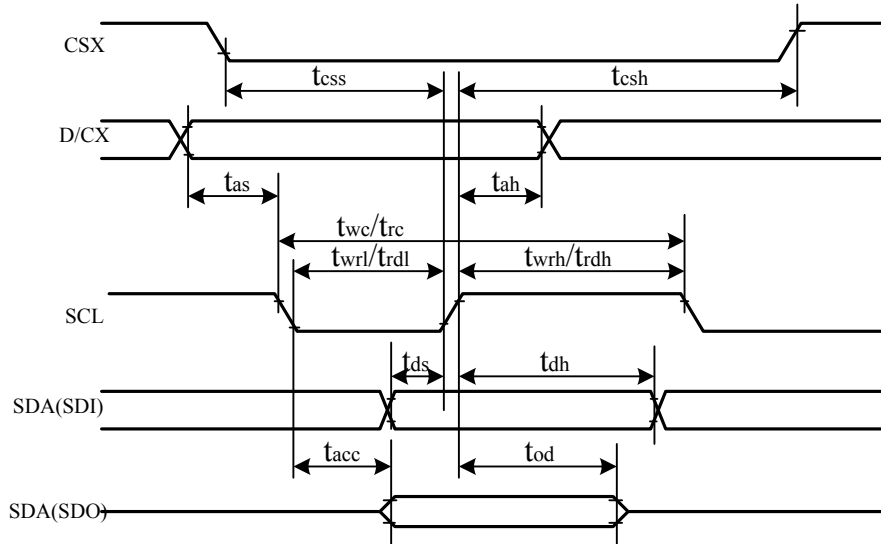 CSX
tcss
tcsh
D/CX
tas
tah
twc/trc
twrl/trdl
twrh/trdh
SCL
tds
tdh
SDA(SDI)
tacc
tod
SDA(SDO)